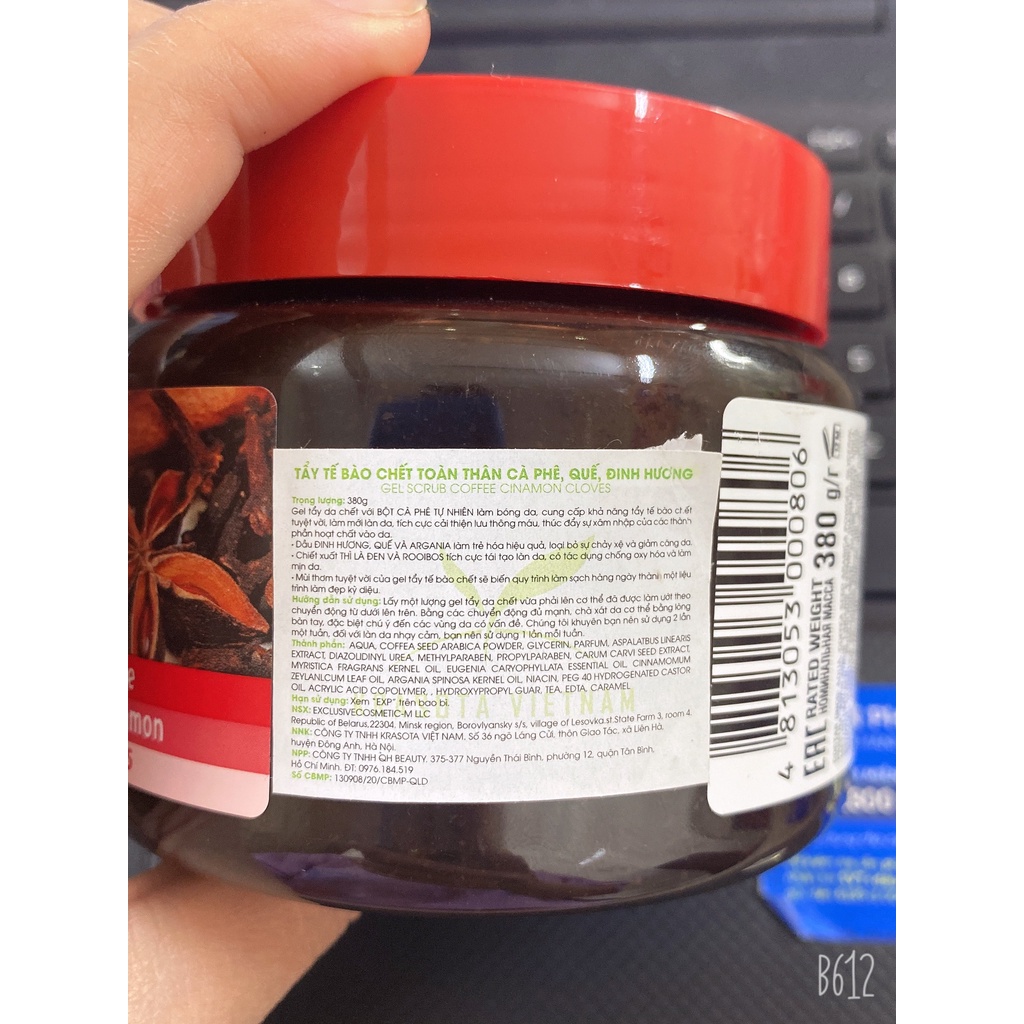 TẨY TẾ BÀO CHẾT TOÀN THÂN CÀ PHÊ, QUẾ, ĐINH HƯƠNG
GEL SCRUB COFFEE CINAMON CLOVES
Trọng lượng: 380g
Gel tẩy da chết với BỘT CÀ PHÊ TỰ NHIÊN làm bóng da, cung cấp khả năng tẩy tế bào chết
tuyệt vời, làm mới làn da, tích cực cải thiện lưu thông máu, thúc đẩy sự xâm nhập của các thành
phần hoạt chất vào da.
• Dầu ĐINH HƯƠNG, QUẾ VÀ ARGANIA làm trẻ hóa hiệu quả, loại bỏ sự chảy xệ và giảm căng da.
• Chiết xuất THÌ LÀ ĐEN VÀ ROOIBOS tích cực tái tạo làn da, có tác dụng chống oxy hóa và làm
mịn da.
• Mùi thơm tuyệt vời của gel tẩy tế bào chết sẽ biến quy trình làm sạch hàng ngày thành một liệu
trình làm đẹp kỳ diệu.
Hướng dẫn sử dụng: Lấy một lượng gel tẩy da chết vừa phải lên cơ thể đã được làm ướt theo
chuyển động từ dưới lên trên. Bằng các chuyển động đủ mạnh, chà xát da cơ thể bằng lòng
bàn tay, đặc biệt chú ý đến các vùng da có vấn đề. Chúng tôi khuyên bạn nên sử dụng 2 lần
một tuần, đối với làn da nhạy cảm, bạn nên sử dụng 1 lần mỗi tuần.
Thành phần: AQUA, COFFEA SEED ARABICA POWDER, GLYCERIN, PARFUM, ASPALATBUS LINEARIS
EXTRACT, DIAZOLIDINYL UREA, METHYLPARABEN, PROPYLPARABEN, CARUM CARVI SEED EXTRACT,
MYRISTICA FRAGRANS KERNEL OIL, EUGENIA CARYOPHYLLATA ESSENTIAL OIL, CINNAMOMUM
ZEYLANLCUM LEAF OIL, ARGANIA SPINOSA KERNEL OIL, NIACIN, PEG 40 HYDROGENATED CASTOR
OIL, ACRYLIC ACID COPOLYMER, , HYDROXYPROPYL GUAR, TEA, EDTA, CARAMEL
Hạn sử dụng: Xem "EXP" trên bao bì.
VIETNAM
NSX: EXCLUSIVECOSMETIC-M LLC
Republic of Belarus,22304, Minsk region, Borovlyansky s/s, village of Lesovka.st.State Farm 3, room 4.
NNK: CÔNG TY TNHH KRASOTA VIỆT NAM. Số 36 ngõ Láng Cửi, thôn Giao Tác, xã Liên Hà,
huyện Đông Anh, Hà Nội.
NPP: CÔNG TY TNHH QH BEAUTY. 375-377 Nguyễn Thái Bình, phường 12, quận Tân Bình,
Hồ Chí Minh. ĐT: 0976.184.519
Số CBMP: 130908/20/CBMP-QLD
4 813053 000806
RATED WEIGHT
НОМИНАЛЬНАЯ МАССА
380 g/г
EAC
B612